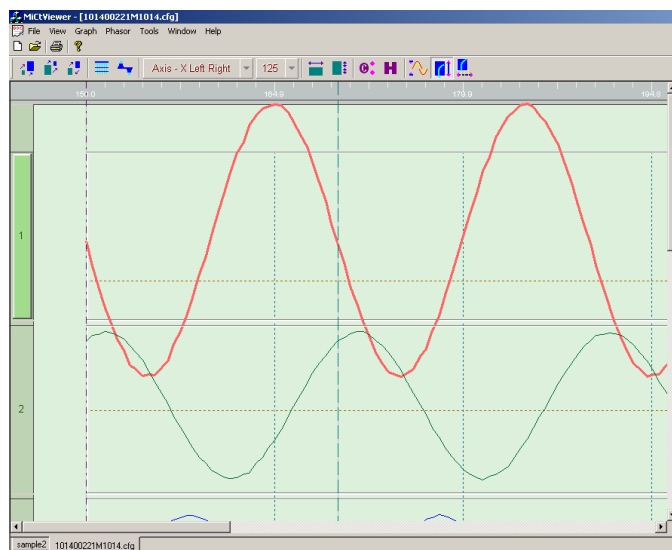 MiCtViewer - [101400221M1014.cfg]
File View Graph Phasor Tools Window Help
Axis - X Left Right 125 C H
150.0 164.9 179.9 194.8
1
2
sample2 101400221M1014.cfg